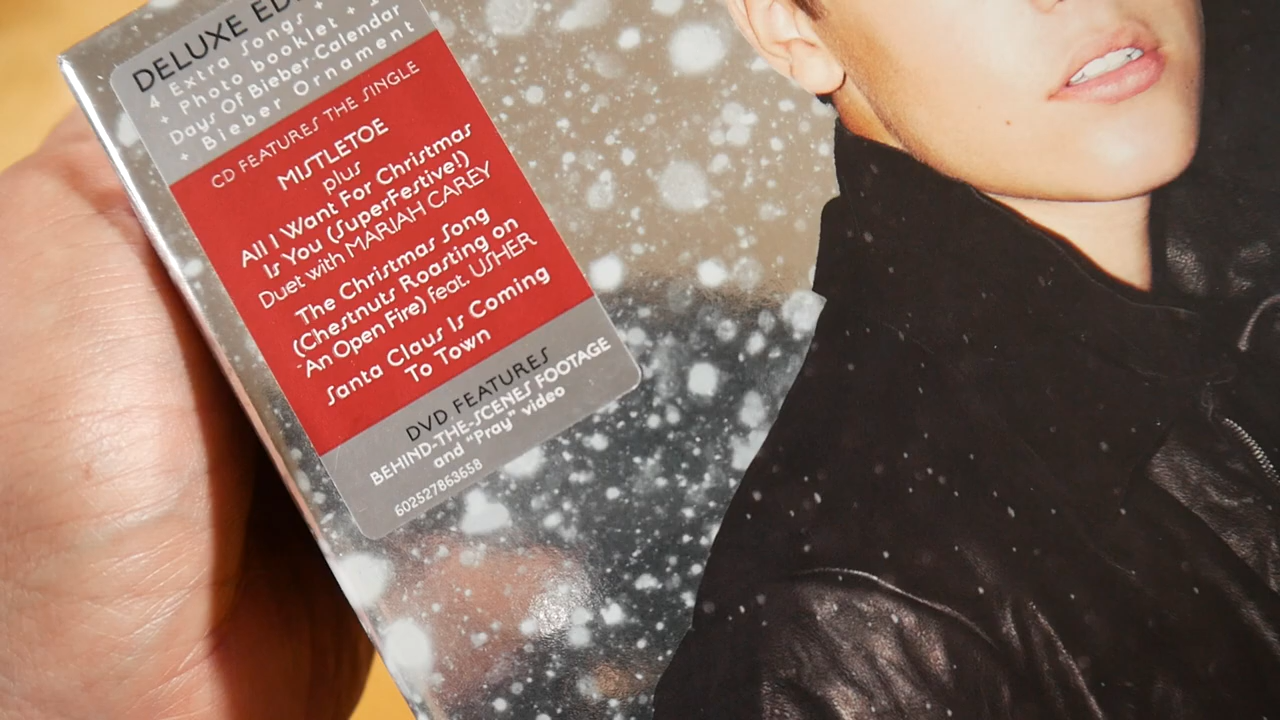 DELUXE
4 Extra Songs +
+ Photo booklet +
Days Of Bieber Calendar
+ Bieber Ornament
CD FEATURES THE SINGLE
MISTLETOE
plus
All I Want For Christmas
Is You (SuperFestive!)
Duet with MARIAH CAREY
The Christmas Song
(Chestnuts Roasting on
An Open Fire) feat. USHER
Santa Claus Is Coming
To Town
DVD FEATURES
BEHIND-THE-SCENES FOOTAGE
and "Pray" video
602527863658